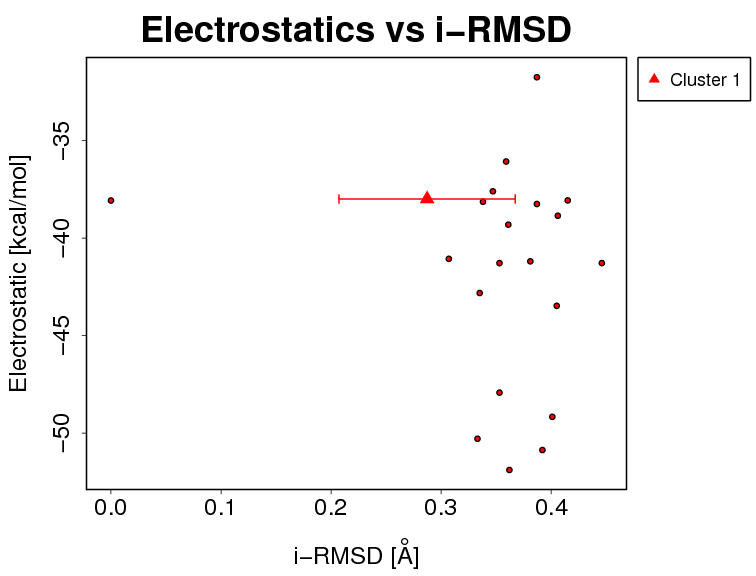 Electrostatics vs i−RMSD
Cluster 1
Electrostatic [kcal/mol]
−35
−40
−45
−50
0.0 0.1 0.2 0.3 0.4
i−RMSD [Å]